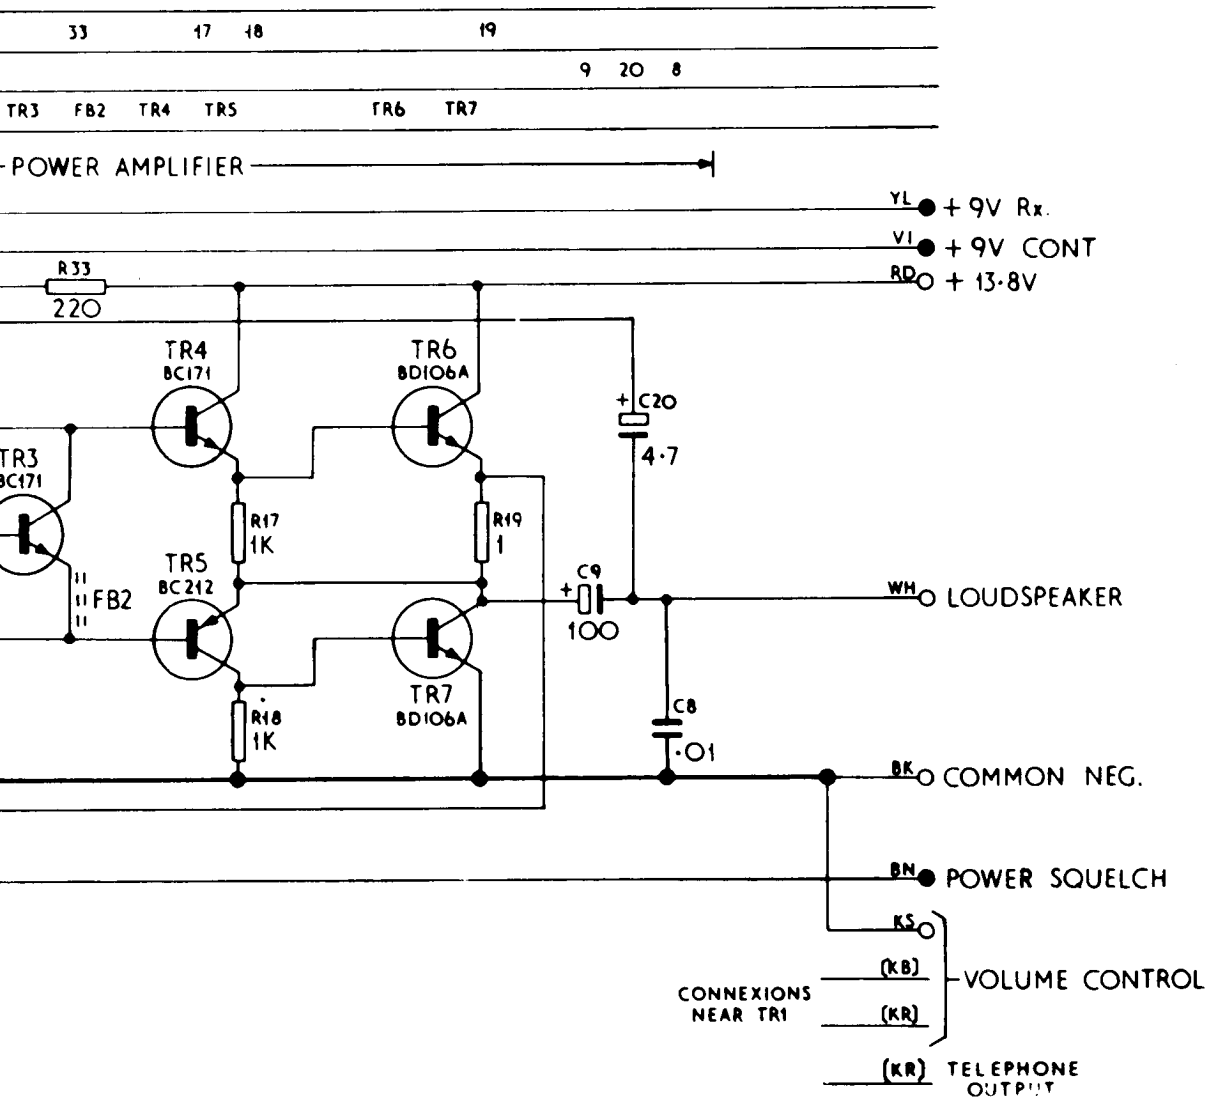 33 17 18 19
9 20 8
TR3 FB2 TR4 TR5 TR6 TR7
POWER AMPLIFIER
YL + 9V Rx.
VI + 9V CONT
R33
RD + 13·8V
220
TR4
BC171
TR6
BD106A
+ C20
4·7
TR3
BC171
R17
1K
R19
1
TR5
BC212
FB2
+ C9
100
WH LOUDSPEAKER
TR7
BD106A
R18
1K
C8
·01
BK COMMON NEG.
BN POWER SQUELCH
KS
(KB)
VOLUME CONTROL
CONNEXIONS
NEAR TR1
(KR)
(KR) TELEPHONE
OUTPUT